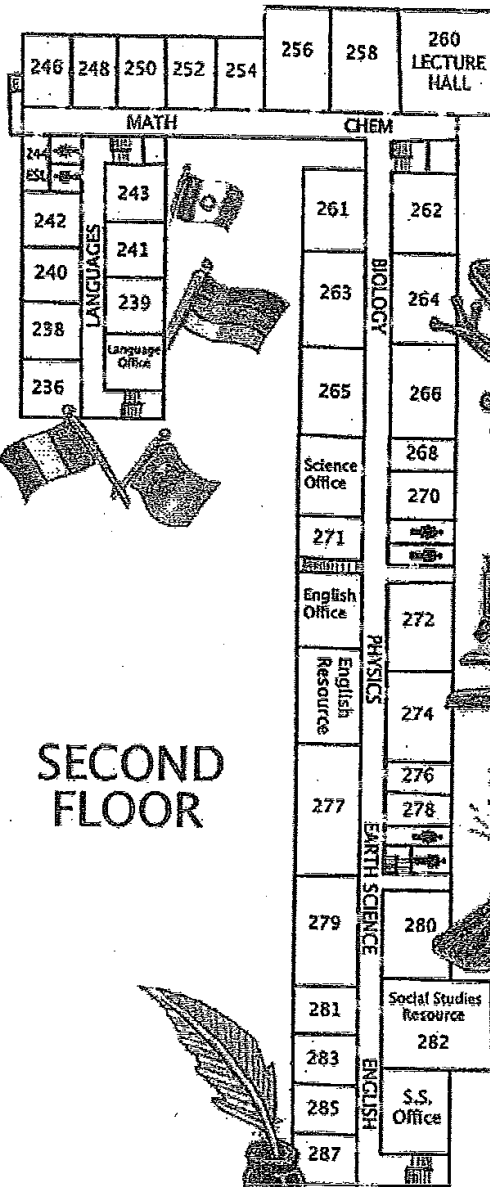 246
248
250
252
254
256
258
260
LECTURE
HALL
MATH
CHEM
244
ESL
242
240
238
236
LANGUAGES
243
241
239
Language
Office
261
263
265
Science
Office
271
English
Office
English
Resource
277
279
281
283
285
287
BIOLOGY
PHYSICS
EARTH SCIENCE
ENGLISH
262
264
266
268
270
272
274
276
278
280
Social Studies
Resource
282
S.S.
Office
SECOND
FLOOR